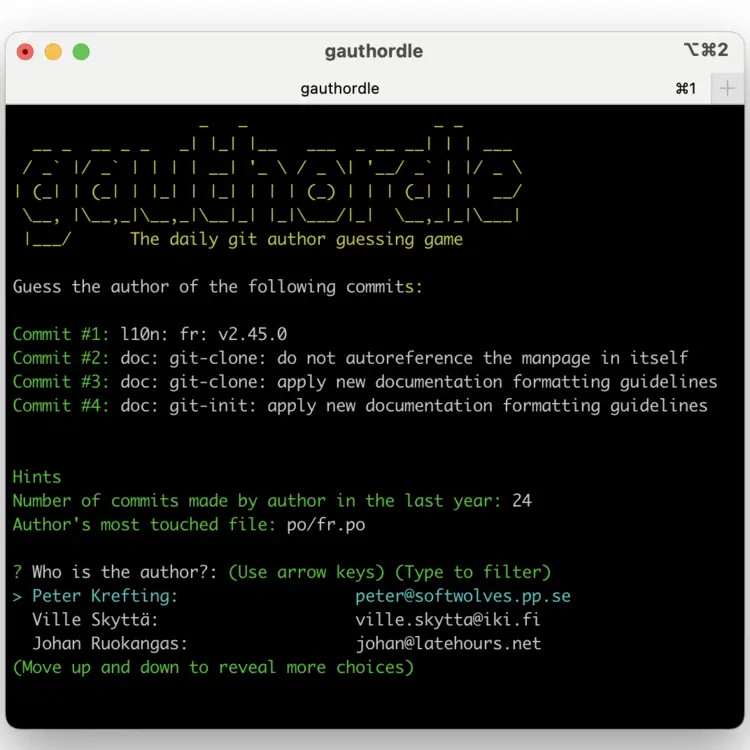 gauthordle
⌥⌘2
gauthordle
⌘1
gauthordle
The daily git author guessing game
Guess the author of the following commits:
Commit #1: l10n: fr: v2.45.0
Commit #2: doc: git-clone: do not autoreference the manpage in itself
Commit #3: doc: git-clone: apply new documentation formatting guidelines
Commit #4: doc: git-init: apply new documentation formatting guidelines
Hints
Number of commits made by author in the last year: 24
Author's most touched file: po/fr.po
? Who is the author?: (Use arrow keys) (Type to filter)
> Peter Krefting: peter@softwolves.pp.se
Ville Skyttä: ville.skytta@iki.fi
Johan Ruokangas: johan@latehours.net
(Move up and down to reveal more choices)